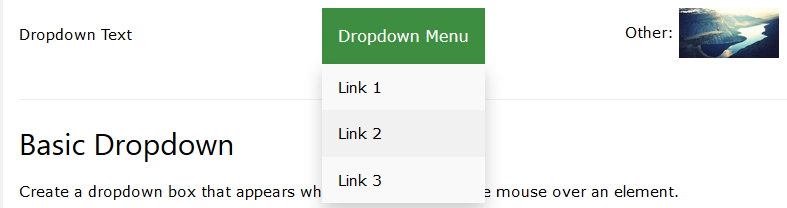 Dropdown Text
Dropdown Menu
Other:
Link 1
Link 2
Link 3
Basic Dropdown
Create a dropdown box that appears wh e mouse over an element.